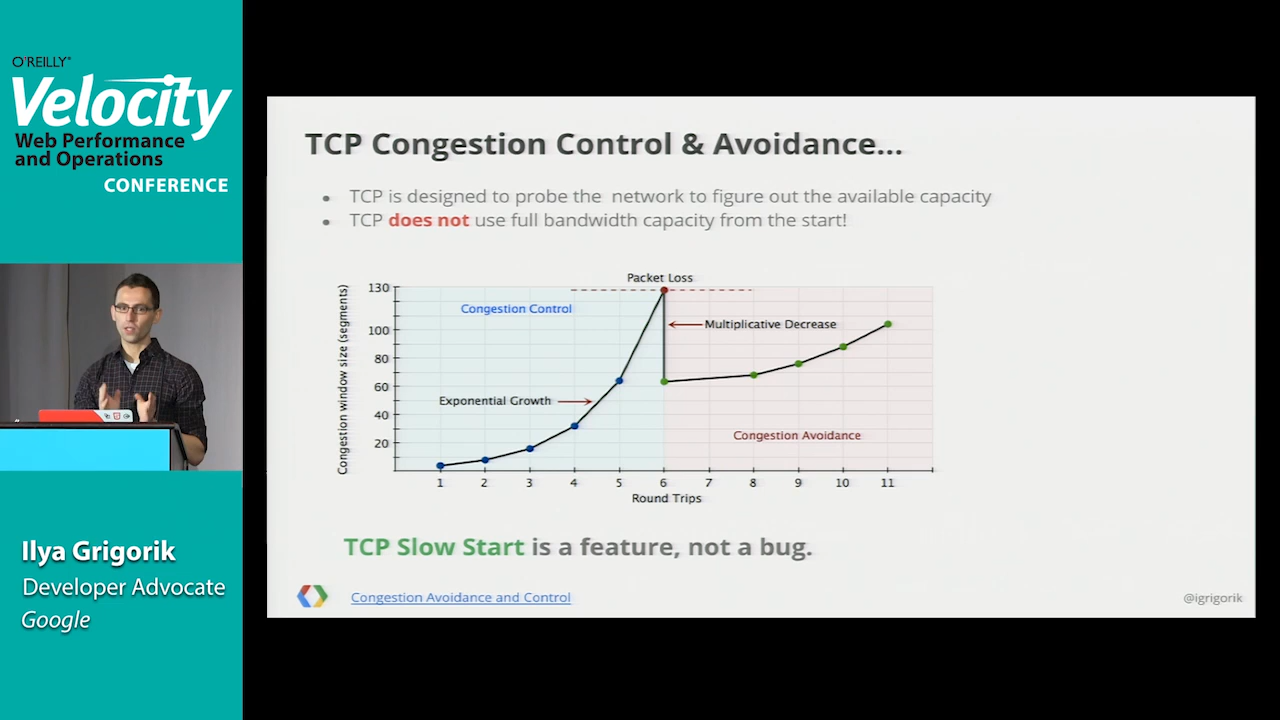 O'REILLY®
Velocity
Web Performance
and Operations
CONFERENCE
TCP Congestion Control & Avoidance...
• TCP is designed to probe the network to figure out the available capacity
• TCP does not use full bandwidth capacity from the start!
Packet Loss
Congestion window size (segments)
130
100
80
60
40
20
Congestion Control
Multiplicative Decrease
Exponential Growth
Congestion Avoidance
1 2 3 4 5 6 7 8 9 10 11
Round Trips
TCP Slow Start is a feature, not a bug.
Congestion Avoidance and Control
@igrigorik
Ilya Grigorik
Developer Advocate
Google